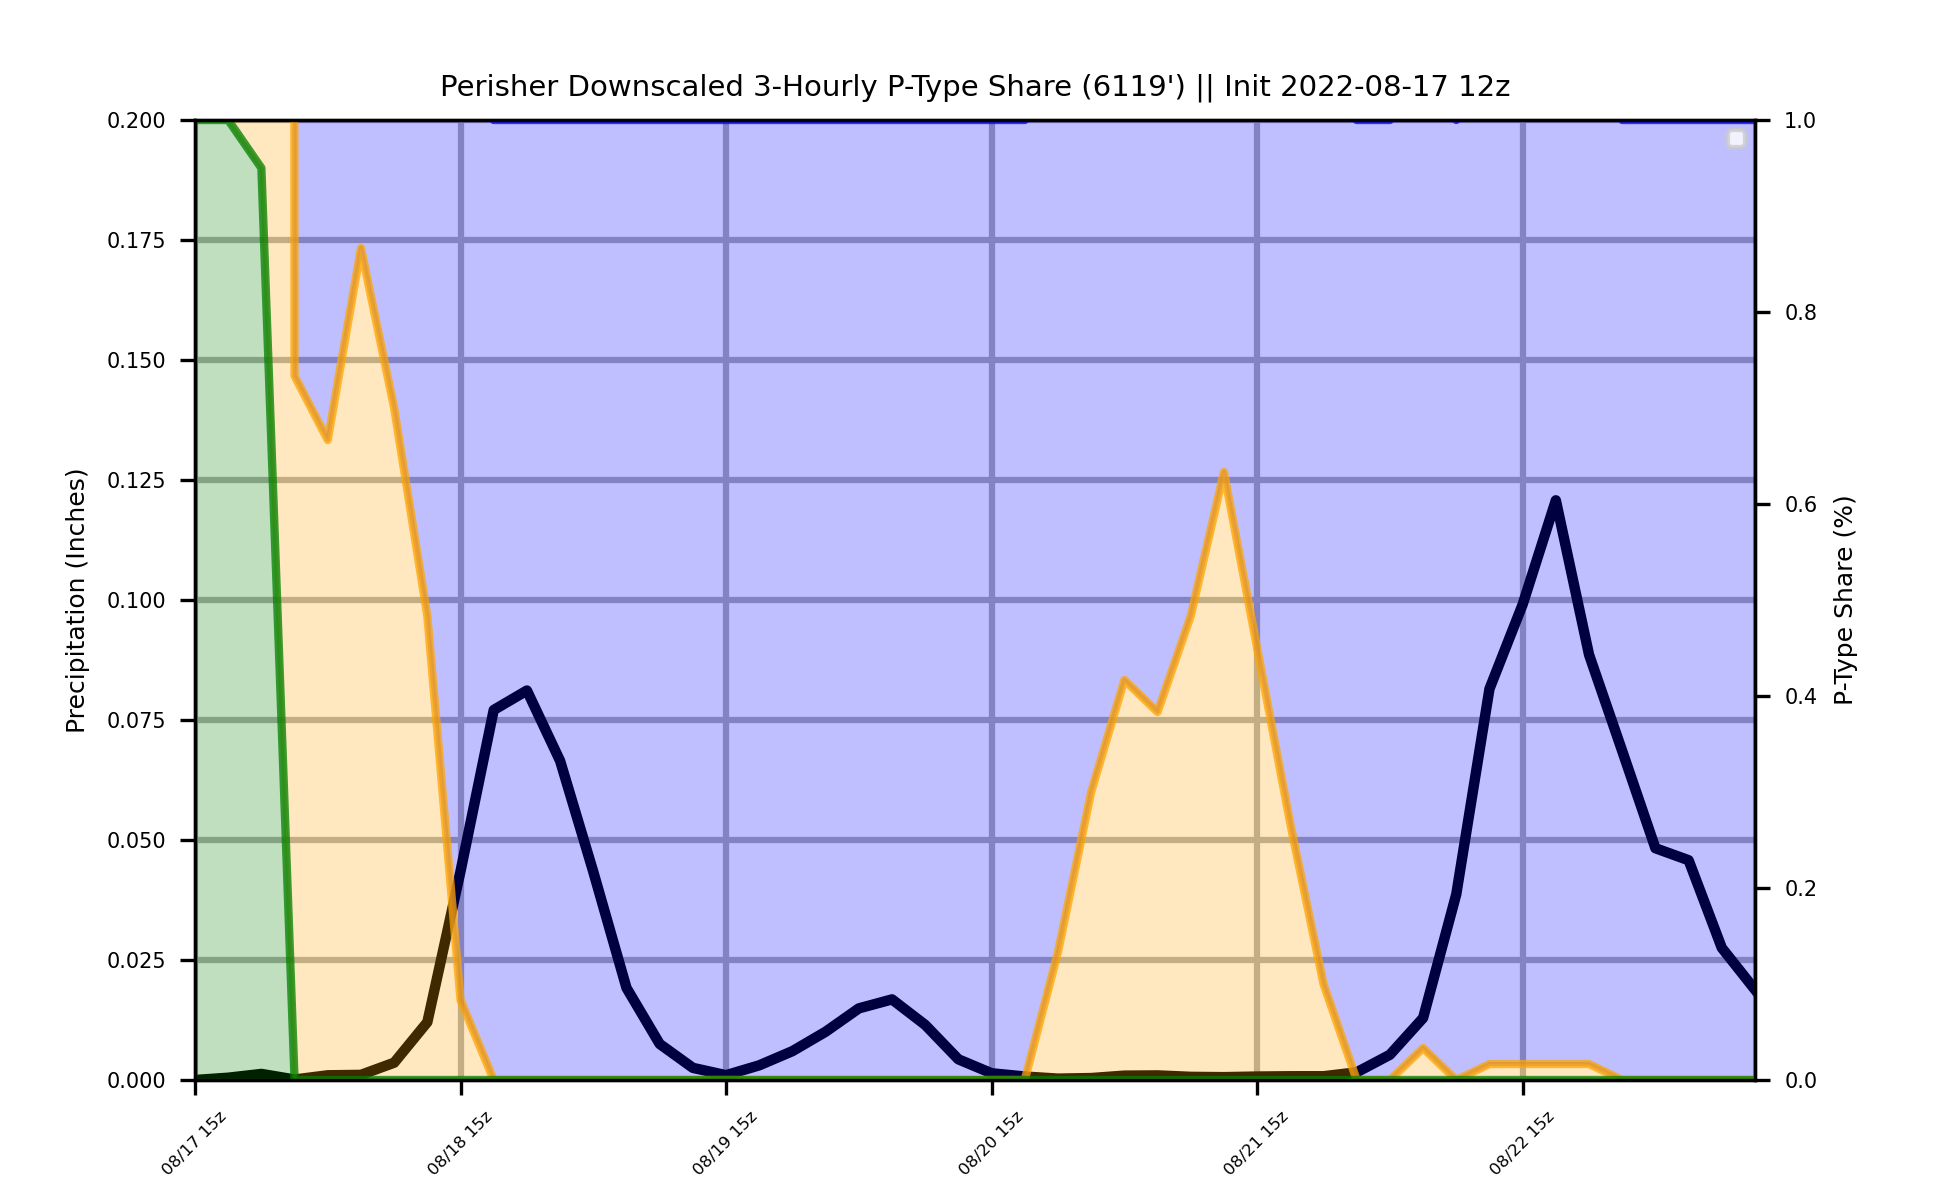 Perisher Downscaled 3-Hourly P-Type Share (6119') || Init 2022-08-17 12z
0.200
0.175
0.150
0.125
0.100
0.075
0.050
0.025
0.000
Precipitation (Inches)
1.0
0.8
0.6
0.4
0.2
0.0
P-Type Share (%)
08/17 15z
08/18 15z
08/19 15z
08/20 15z
08/21 15z
08/22 15z